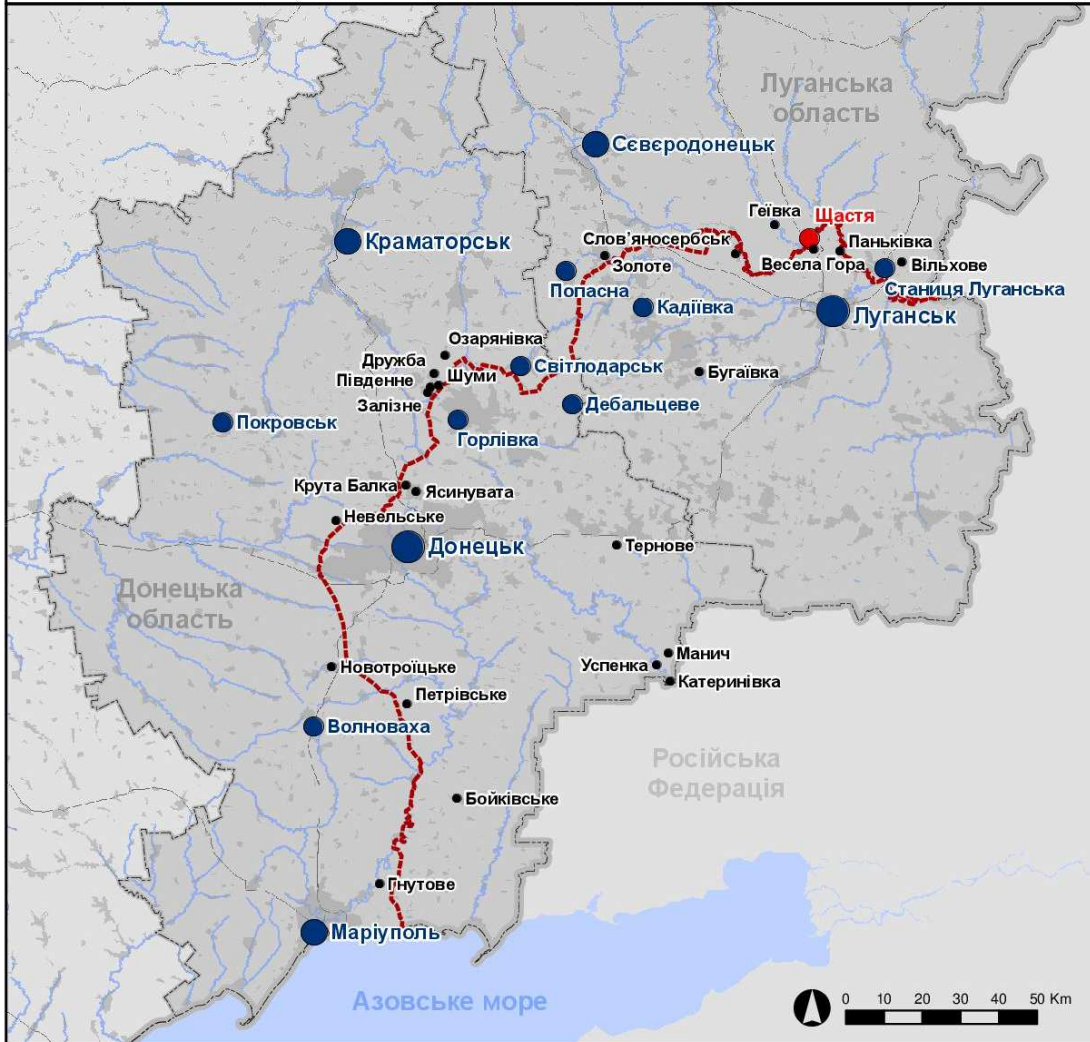 Луганська
область
Сєвєродонецьк
Геївка
Щастя
Краматорськ
Слов'яносербськ
Паньківка
Золоте
Весела Гора
Вільхове
Попасна
Станиця Луганська
Кадіївка
Луганськ
Озарянівка
Дружба
Світлодарськ
Південне
Шуми
Бугаївка
Залізне
Дебальцеве
Покровськ
Горлівка
Крута Балка
Ясинувата
Невельське
Донецьк
Тернове
Донецька
область
Манич
Успенка
Новотроїцьке
Катеринівка
Петрівське
Волноваха
Російська
Федерація
Бойківське
Гнутове
Маріуполь
Азовське море
0 10 20 30 40 50 Km